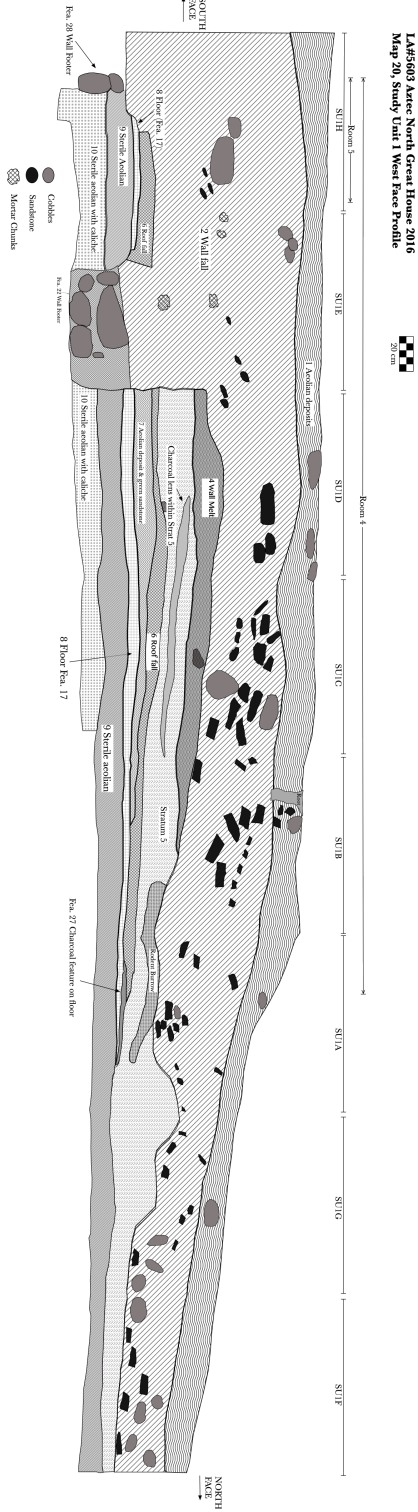 LA#5603 Aztec North Great House 2016
Map 20, Study Unit 1 West Face Profile
20 cm
Room 5
Room 4
SU1H
SU1E
SU1D
SU1C
SU1B
SU1A
SU1G
SU1F
SOUTH
FACE
NORTH
FACE
1 Aeolian deposits
2 Wall fall
4 Wall Melt
Charcoal lens within Strat 5
Stratum 5
Rodent Burrow
8 Floor (Fea. 17)
6 Roof fall
6 Roof fall
7 Aeolian deposit & green sandstone
9 Sterile Aeolian
9 Sterile aeolian
10 Sterile aeolian with caliche
10 Sterile aeolian with caliche
Fea. 28 Wall Footer
Fea. 22 Wall Footer
8 Floor Fea. 17
Fea. 27 Charcoal feature on floor
Cobbles
Sandstone
Mortar Chunks